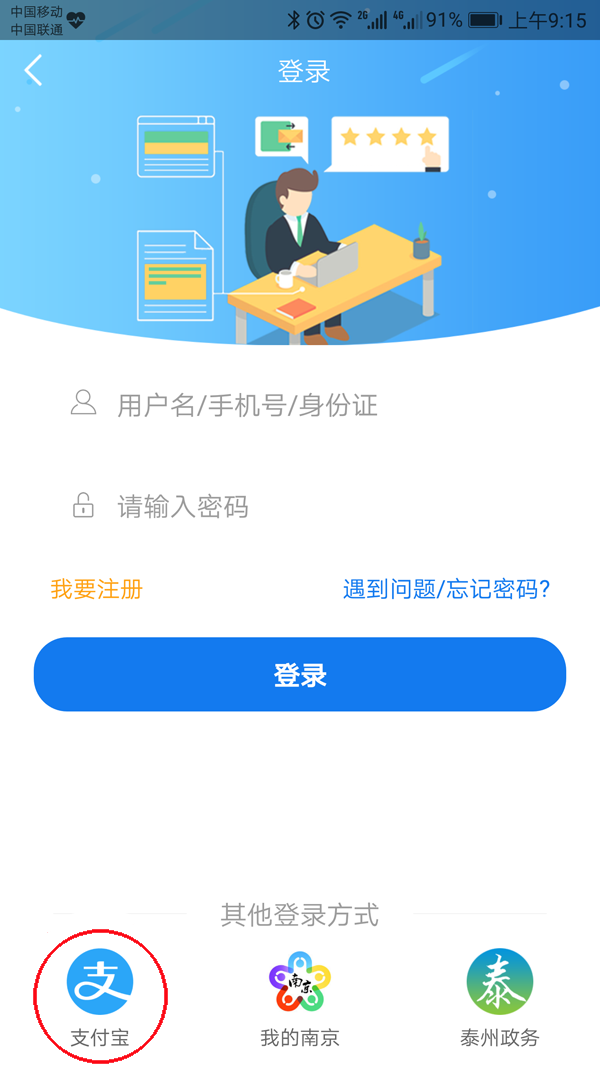 中国移动
中国联通
2G 4G 91% 上午9:15
登录
用户名/手机号/身份证
请输入密码
我要注册 遇到问题/忘记密码?
登录
其他登录方式
支 南京 泰
支付宝 我的南京 泰州政务